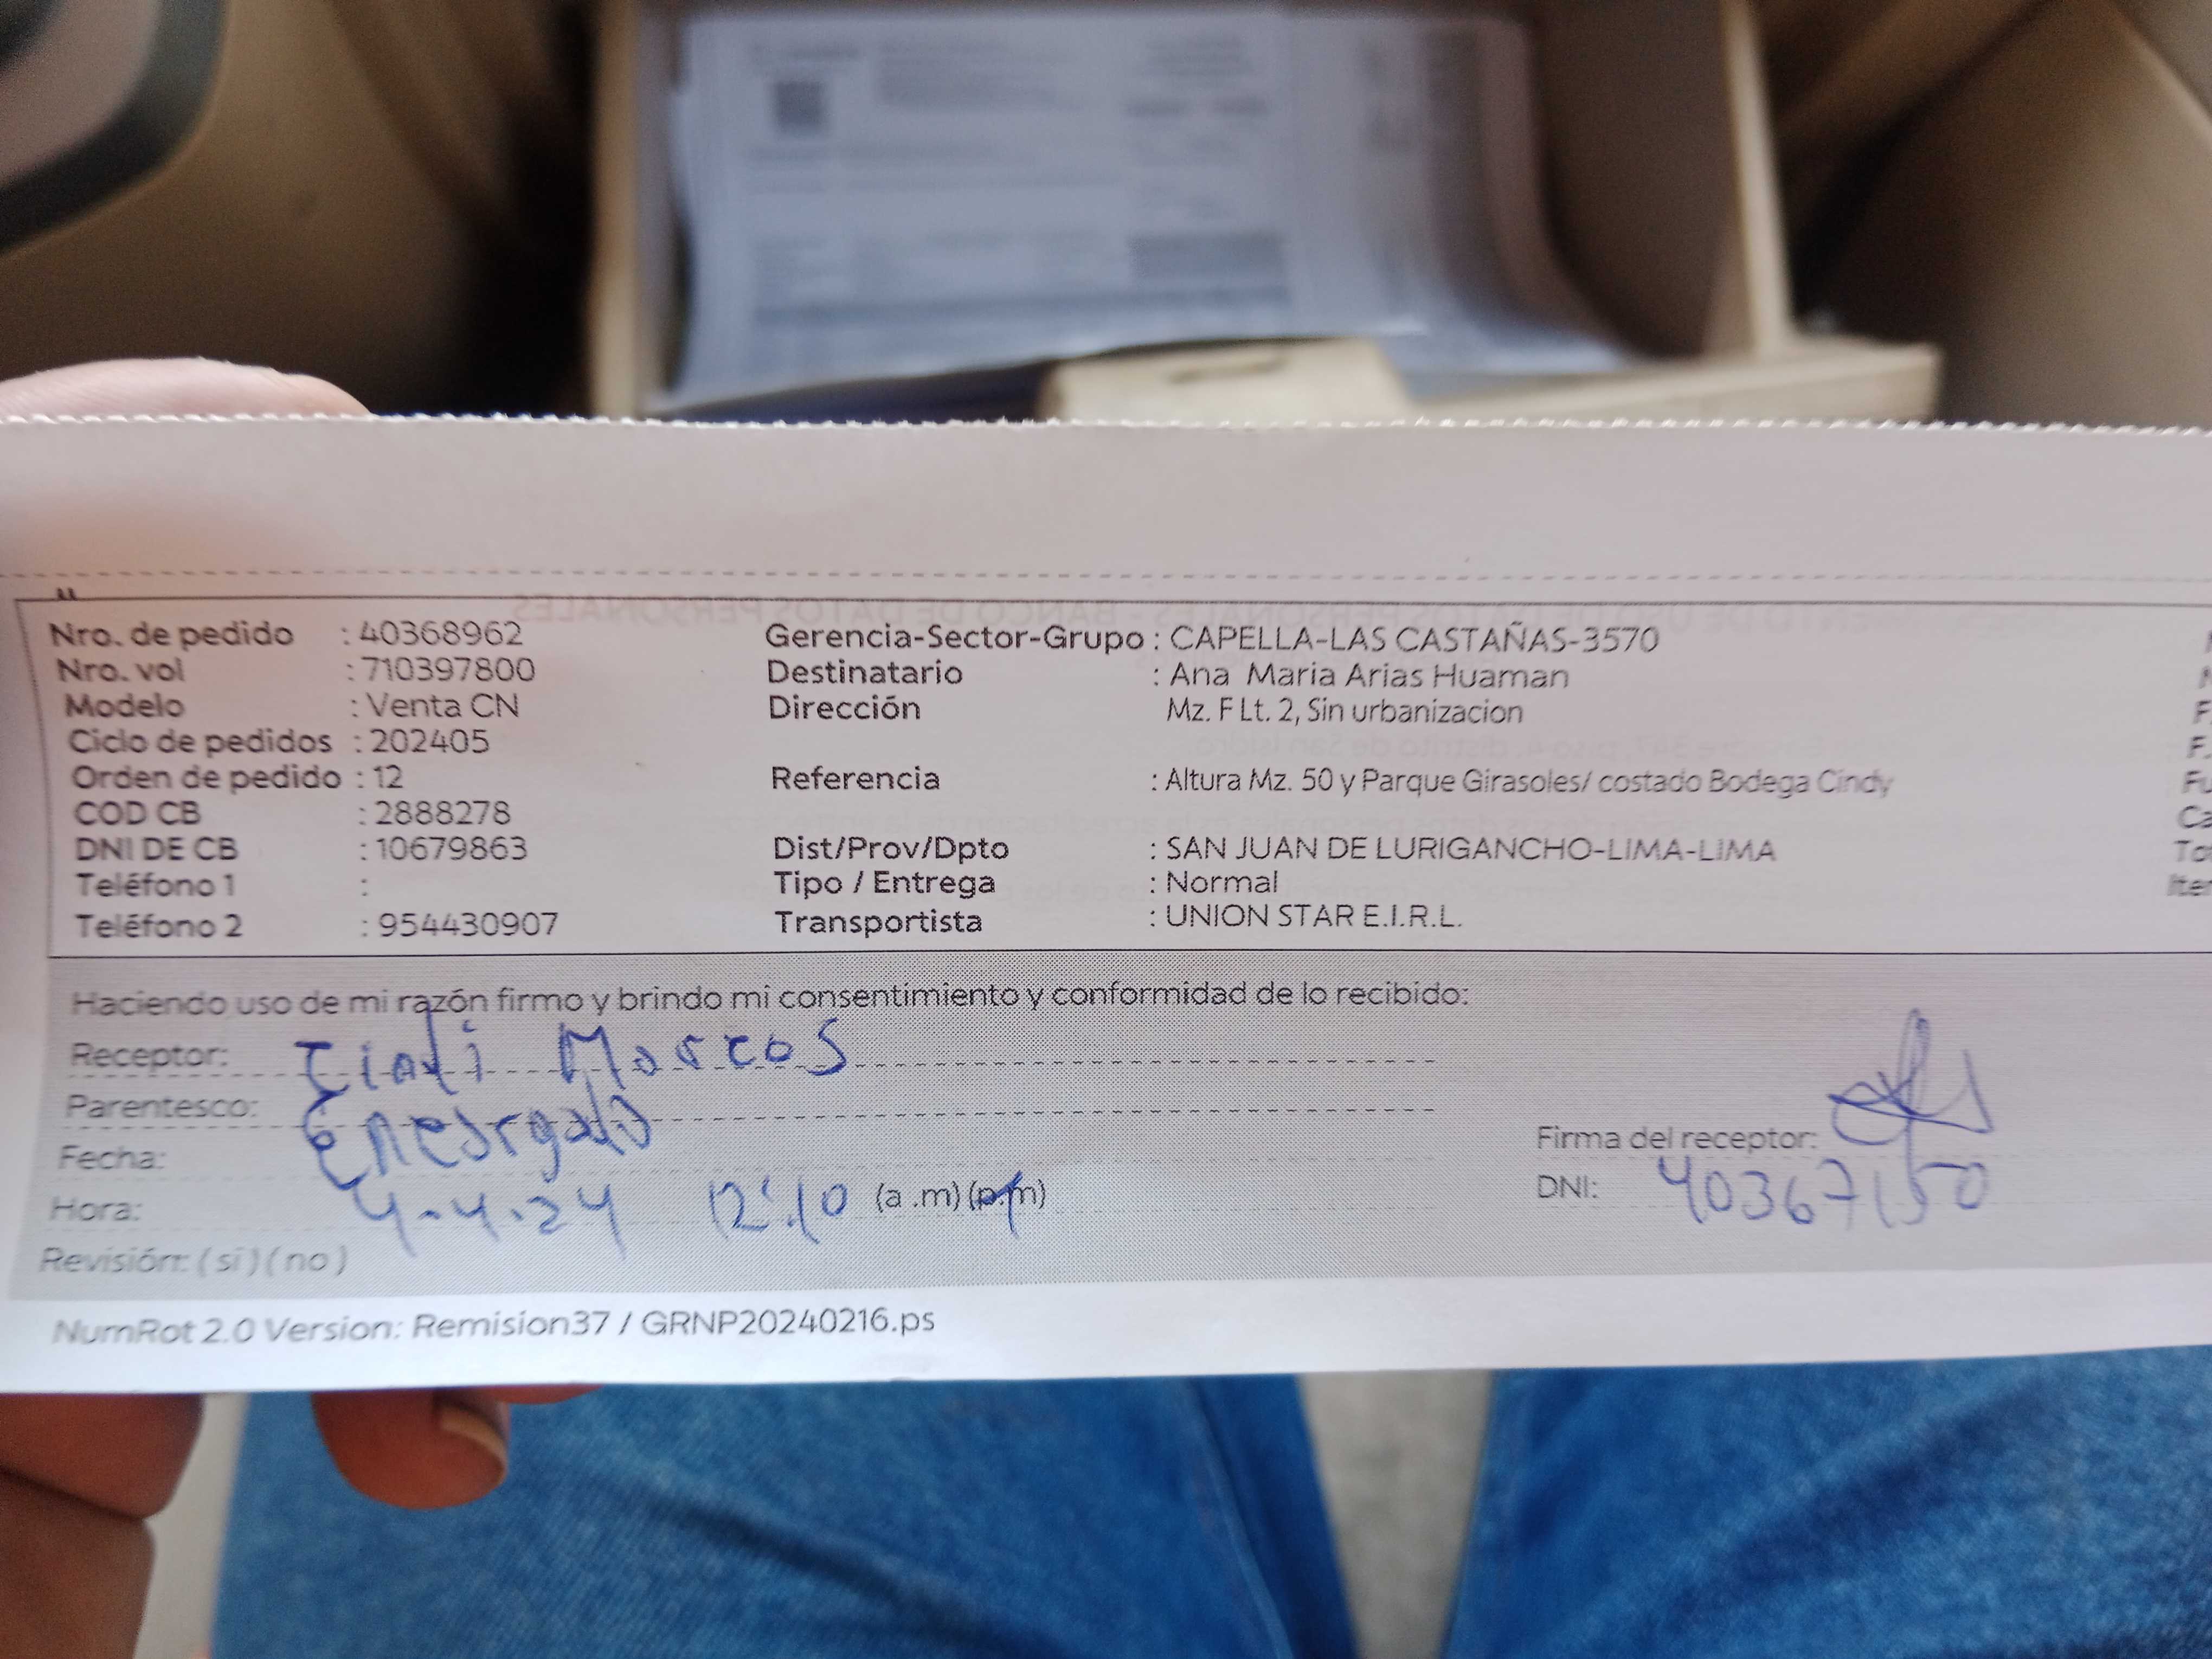 Nro. de pedido : 40368962
Nro. vol : 710397800
Modelo : Venta CN
Ciclo de pedidos : 202405
Orden de pedido : 12
COD CB : 2888278
DNI DE CB : 10679863
Teléfono 1 :
Teléfono 2 : 954430907
Gerencia-Sector-Grupo : CAPELLA-LAS CASTAÑAS-3570
Destinatario : Ana Maria Arias Huaman
Dirección Mz. F Lt. 2, Sin urbanizacion
Referencia : Altura Mz. 50 y Parque Girasoles/ costado Bodega Cindy
Dist/Prov/Dpto : SAN JUAN DE LURIGANCHO-LIMA-LIMA
Tipo / Entrega : Normal
Transportista : UNION STAR E.I.R.L.
Haciendo uso de mi razón firmo y brindo mi consentimiento y conformidad de lo recibido:
Receptor: Marcos
Parentesco: Encargado
Fecha:
Hora: 4-4-24 12:10 (a .m) (p.m)
Revisión: ( si ) ( no )
Firma del receptor:
DNI: 40367150
NumRot 2.0 Version: Remision37 / GRNP20240216.ps